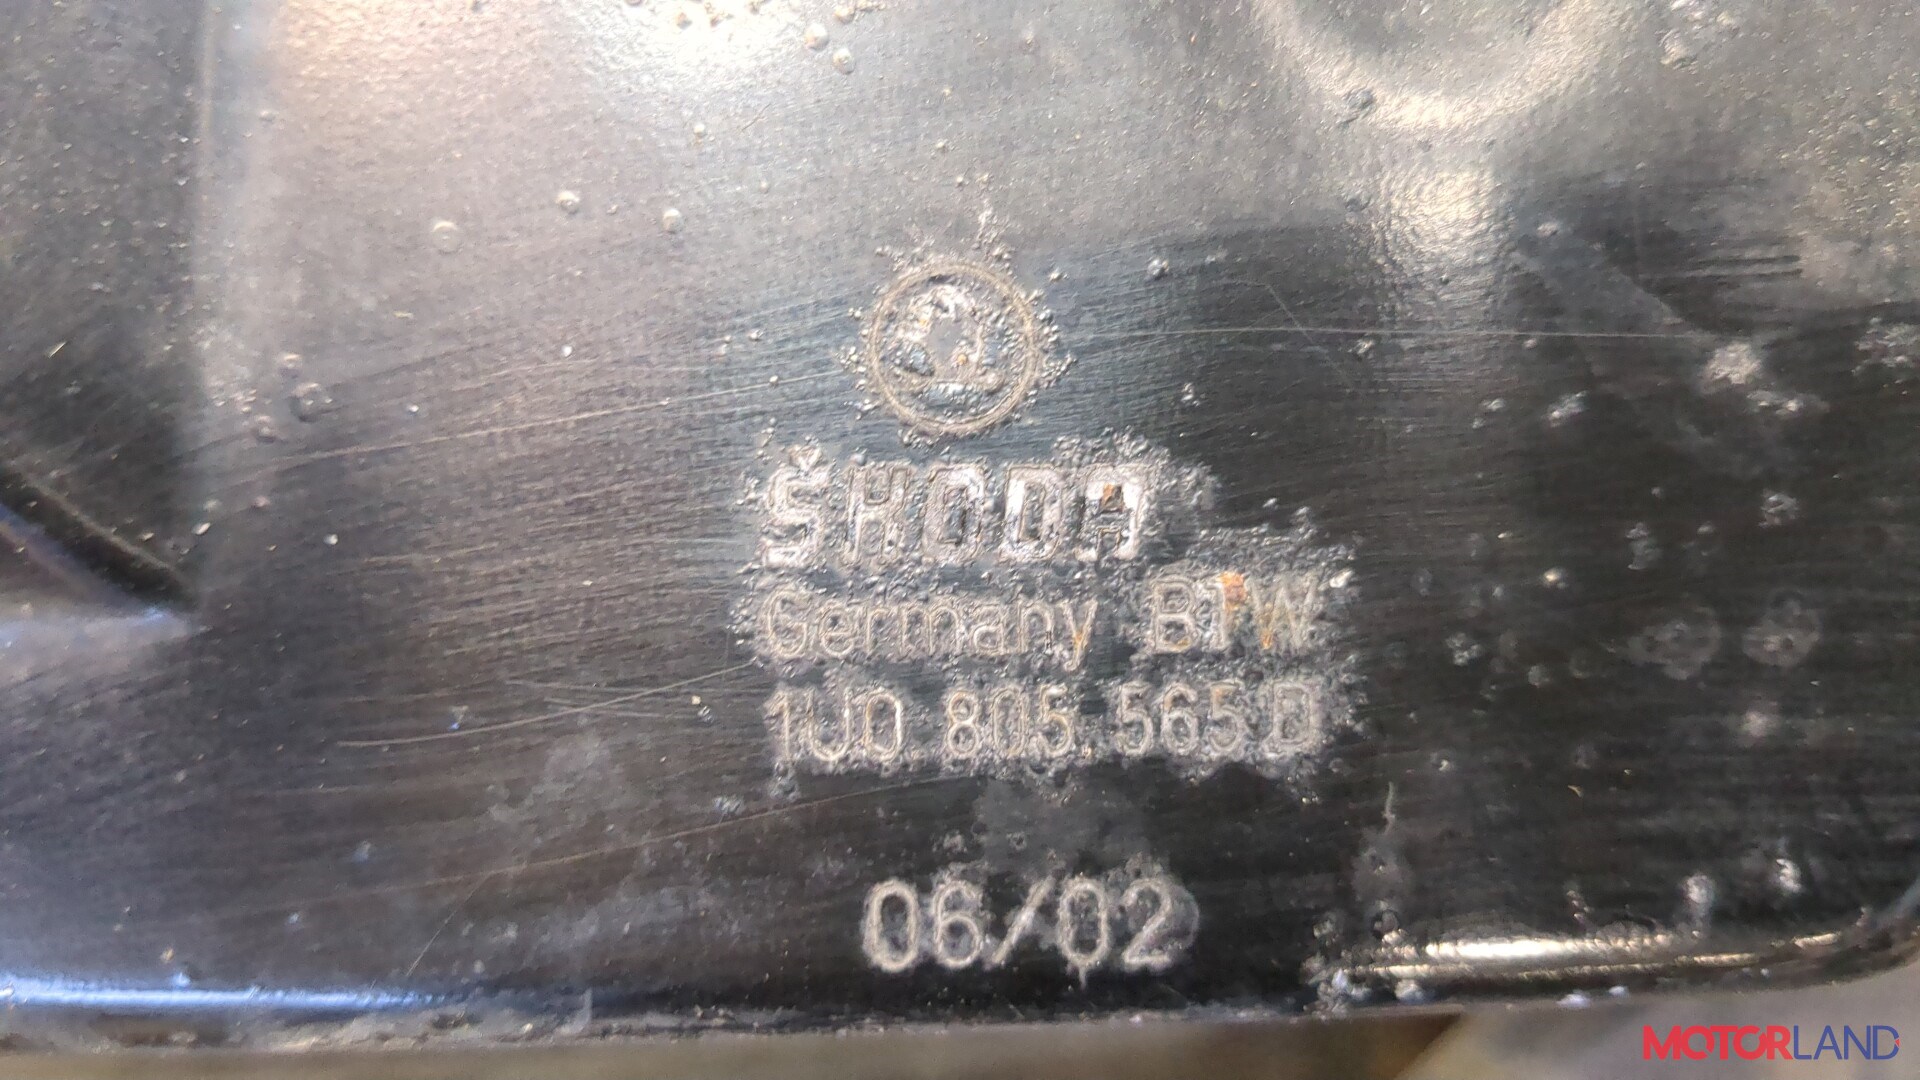 ŠKODA
Germany BTW
1U0.805.565 D
06/02
MOTORLAND